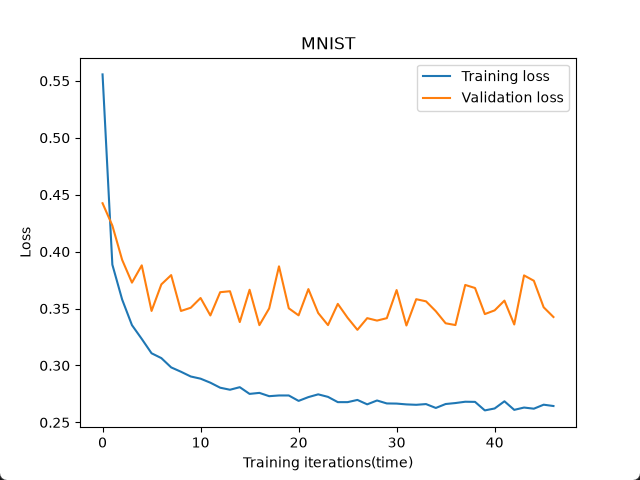 MNIST
Training loss
Validation loss
Loss
0.55
0.50
0.45
0.40
0.35
0.30
0.25
0 10 20 30 40
Training iterations(time)